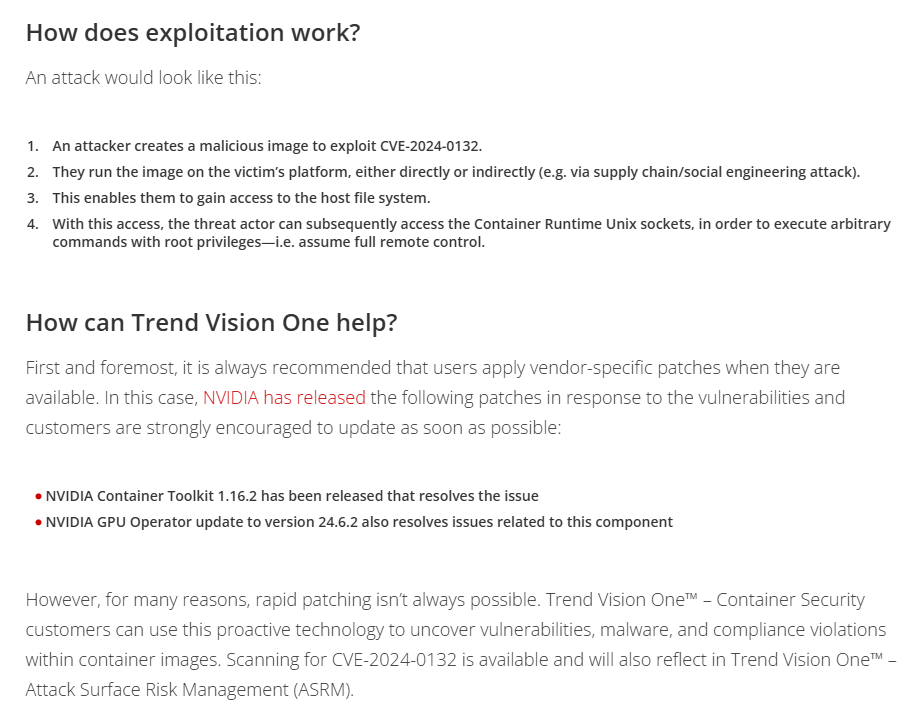 How does exploitation work?
An attack would look like this:
1. An attacker creates a malicious image to exploit CVE-2024-0132.
2. They run the image on the victim’s platform, either directly or indirectly (e.g. via supply chain/social engineering attack).
3. This enables them to gain access to the host file system.
4. With this access, the threat actor can subsequently access the Container Runtime Unix sockets, in order to execute arbitrary
commands with root privileges—i.e. assume full remote control.
How can Trend Vision One help?
First and foremost, it is always recommended that users apply vendor-specific patches when they are
available. In this case, NVIDIA has released the following patches in response to the vulnerabilities and
customers are strongly encouraged to update as soon as possible:
• NVIDIA Container Toolkit 1.16.2 has been released that resolves the issue
• NVIDIA GPU Operator update to version 24.6.2 also resolves issues related to this component
However, for many reasons, rapid patching isn’t always possible. Trend Vision One™ – Container Security
customers can use this proactive technology to uncover vulnerabilities, malware, and compliance violations
within container images. Scanning for CVE-2024-0132 is available and will also reflect in Trend Vision One™ –
Attack Surface Risk Management (ASRM).